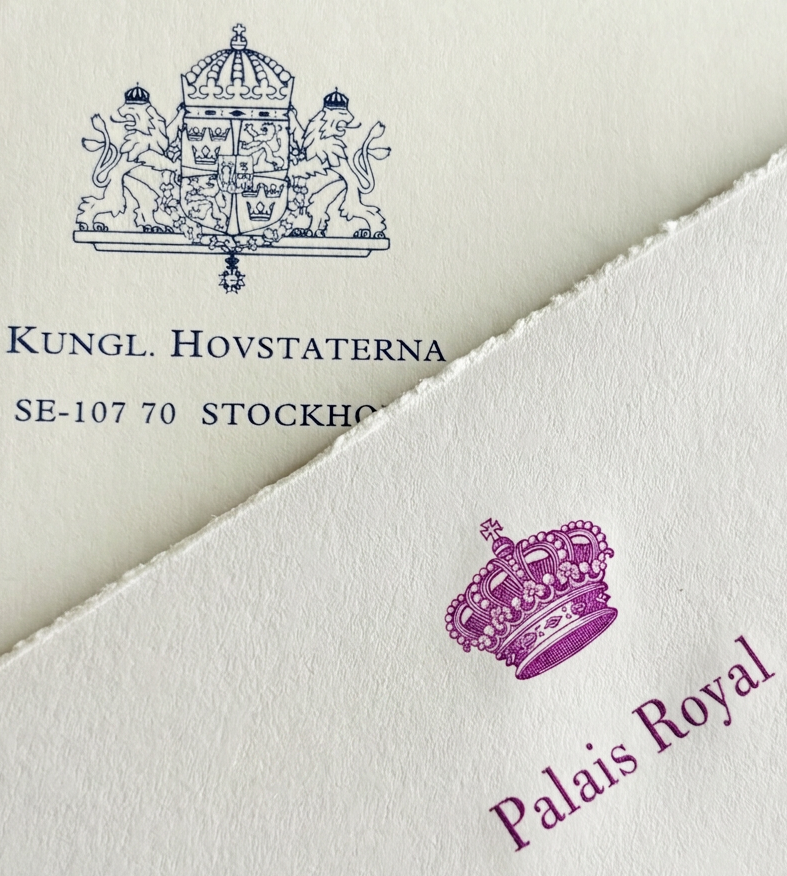 KUNGL. HOVSTATERNA
SE-107 70 STOCKHO
Palais Royal